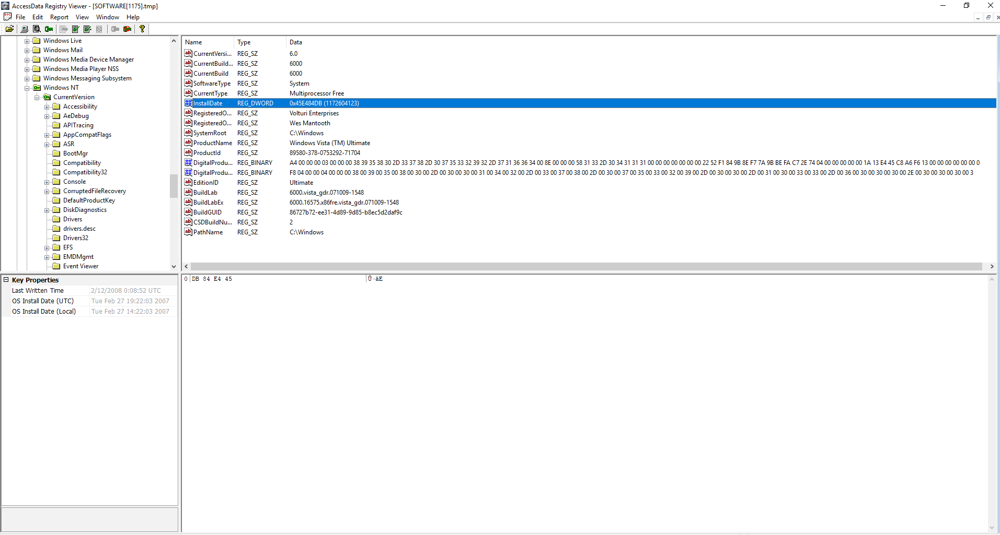 AccessData Registry Viewer - [SOFTWARE[1175].tmp]
File Edit Report View Window Help
Windows Live
Windows Mail
Windows Media Device Manager
Windows Media Player NSS
Windows Messaging Subsystem
Windows NT
CurrentVersion
Accessibility
AeDebug
APITracing
AppCompatFlags
ASR
BootMgr
Compatibility
Compatibility32
Console
CorruptedFileRecovery
DefaultProductKey
DiskDiagnostics
Drivers
drivers.desc
Drivers32
EFS
EMDMgmt
Event Viewer
Name Type Data
CurrentVersi... REG_SZ 6.0
CurrentBuild... REG_SZ 6000
CurrentBuild REG_SZ 6000
SoftwareType REG_SZ System
CurrentType REG_SZ Multiprocessor Free
InstallDate REG_DWORD 0x45E484DB (1172604123)
RegisteredO... REG_SZ Volturi Enterprises
RegisteredO... REG_SZ Wes Mantooth
SystemRoot REG_SZ C:\Windows
ProductName REG_SZ Windows Vista (TM) Ultimate
ProductId REG_SZ 89580-378-0753292-71704
DigitalProdu... REG_BINARY A4 00 00 00 03 00 00 00 38 39 35 38 30 2D 33 37 38 2D 30 37 35 33 32 39 32 2D 37 31 36 36 34 00 8E 00 00 00 58 31 33 2D 30 34 31 31 31 00 00 00 00 00 00 00 22 52 F1 84 9B 8E F7 7A 9B BE FA C7 2E 74 04 00 00 00 00 00 1A 13 E4 45 C8 A6 F6 13 00 00 00 00 00 0
DigitalProdu... REG_BINARY F8 04 00 00 04 00 00 00 38 00 39 00 35 00 38 00 30 00 2D 00 30 00 30 00 31 00 34 00 32 00 2D 00 33 00 37 00 38 00 2D 00 30 00 37 00 35 00 33 00 32 00 39 00 2D 00 30 00 30 00 2D 00 31 00 30 00 33 00 33 00 2D 00 36 00 30 00 30 00 30 00 2E 00 30 00 30 00 30 00 3
EditionID REG_SZ Ultimate
BuildLab REG_SZ 6000.vista_gdr.071009-1548
BuildLabEx REG_SZ 6000.16575.x86fre.vista_gdr.071009-1548
BuildGUID REG_SZ 86727b72-ee31-4d89-9d85-b8ec5d2daf9c
CSDBuildNu... REG_SZ 2
PathName REG_SZ C:\Windows
Key Properties
Last Written Time 2/12/2008 0:08:52 UTC
OS Install Date (UTC) Tue Feb 27 19:22:03 2007
OS Install Date (Local) Tue Feb 27 14:22:03 2007
0 DB 84 E4 45 Û·äE